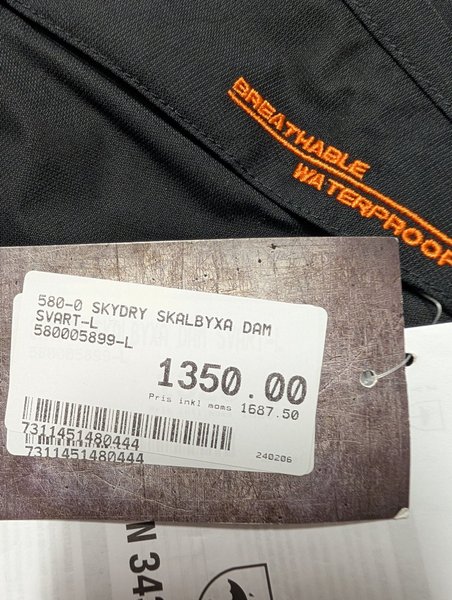 BREATHABLE
WATERPROOF
580-0 SKYDRY SKALBYXA DAM
SVART-L
580005899-L
1350.00
Pris inkl moms 1687.50
7311451480444
240206
7311451480444
N 343